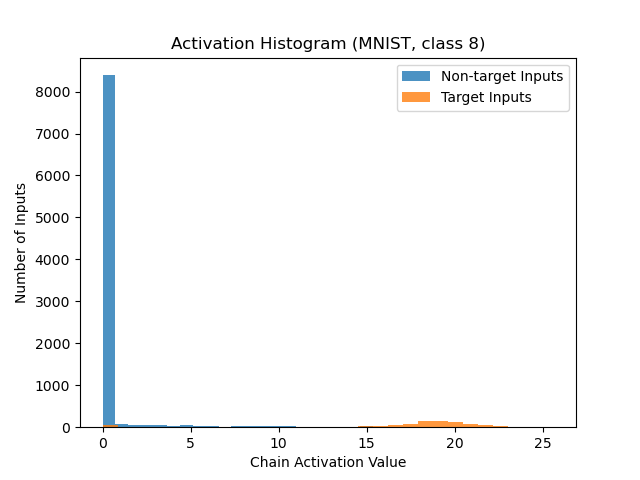 Activation Histogram (MNIST, class 8)
Non-target Inputs
Target Inputs
Number of Inputs
8000
7000
6000
5000
4000
3000
2000
1000
0
0 5 10 15 20 25
Chain Activation Value